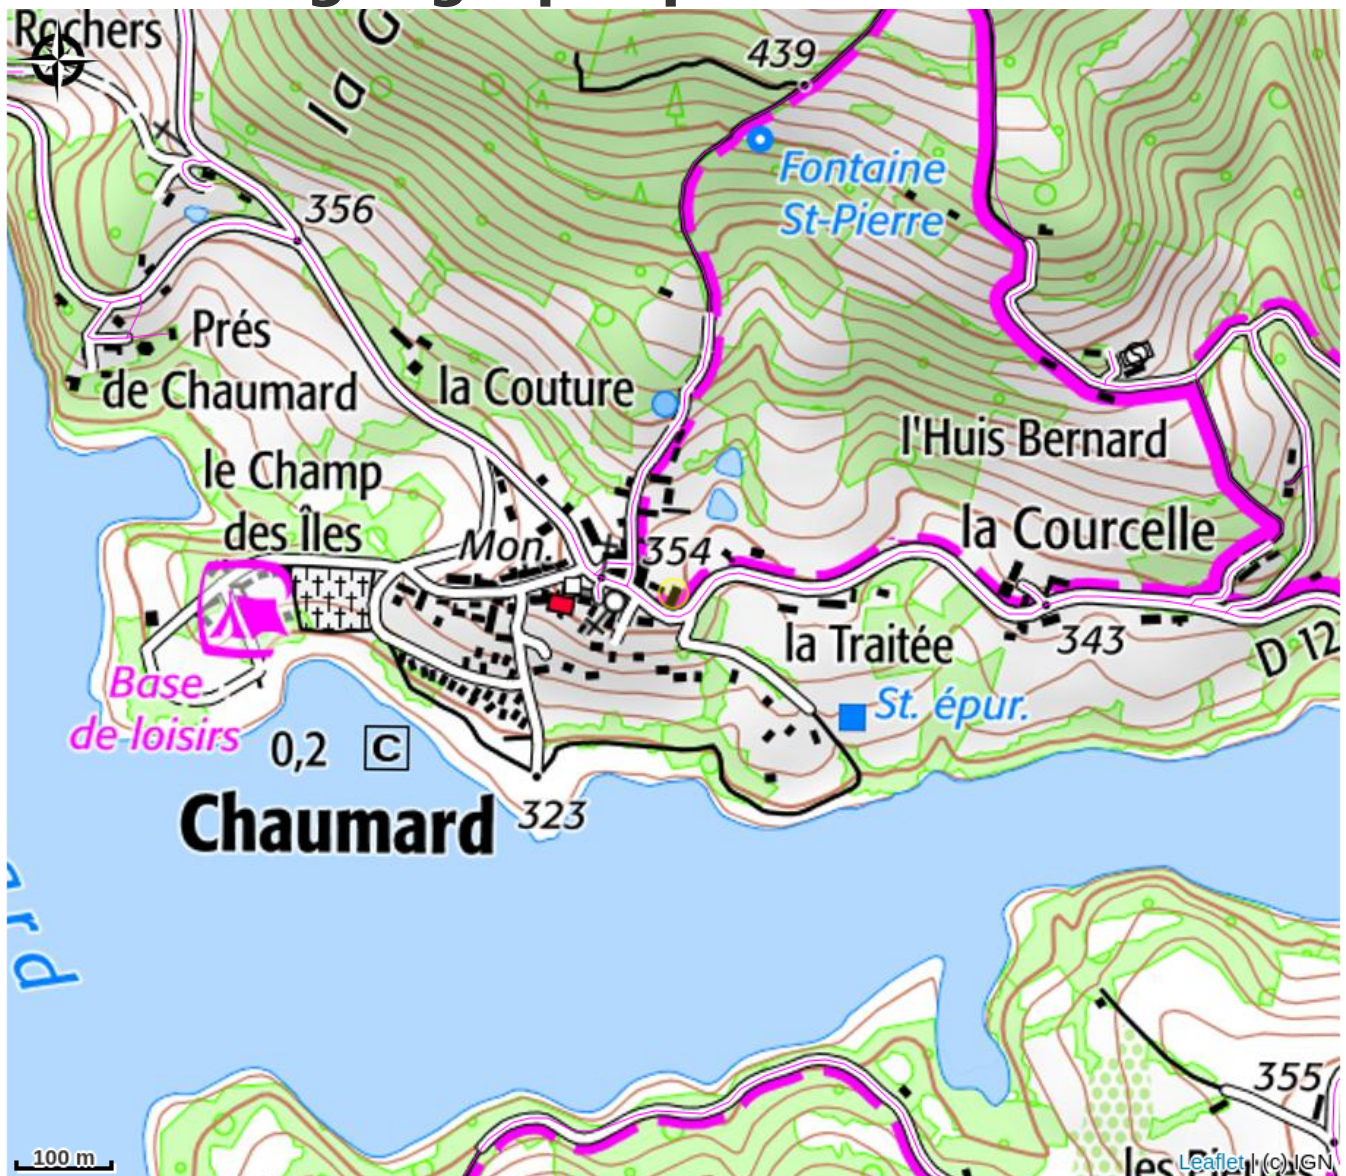 Rochers
la G
439
Fontaine
St-Pierre
356
Prés
de Chaumard
la Couture
l'Huis Bernard
le Champ
des Îles
Mon.
354
la Courcelle
la Traitée
343
D 12
Base
de loisirs
St. épur.
0,2
C
Chaumard
323
rd
355
100 m
Leaflet | (c) IGN